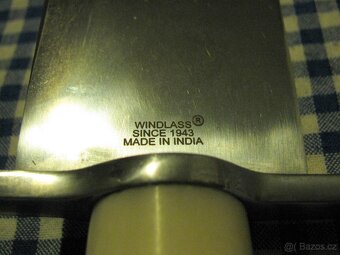 WINDLASS®
SINCE 1943
MADE IN INDIA
Bazos.cz